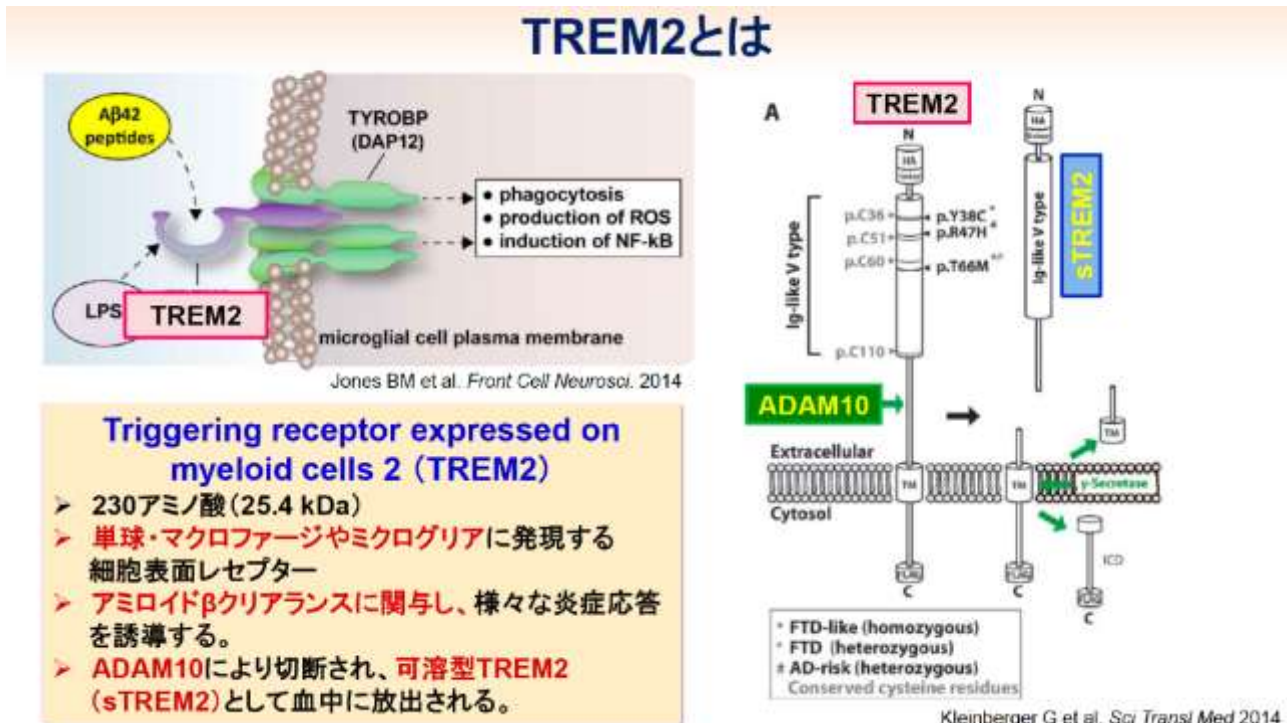 TREM2とは
Aβ42
peptides
TYROBP
(DAP12)
• phagocytosis
• production of ROS
• induction of NF-kB
LPS
TREM2
microglial cell plasma membrane
Jones BM et al. Front Cell Neurosci. 2014
Triggering receptor expressed on
myeloid cells 2 (TREM2)
➢ 230アミノ酸(25.4 kDa)
➢ 単球・マクロファージやミクログリアに発現する
細胞表面レセプター
➢ アミロイドβクリアランスに関与し、様々な炎症応答
を誘導する。
➢ ADAM10により切断され、可溶型TREM2
(sTREM2)として血中に放出される。
A
TREM2
N
HA
Ig-like V type
p.C36
p.C51
p.C60
p.C110
p.Y38C
p.R47H
p.T66M
N
HA
Ig-like V type
sTREM2
ADAM10
Extracellular
Cytosol
TM
TM
TM
γ-Secretase
ICD
FLAG
FLAG
FLAG
C
C
C
FTD-like (homozygous)
FTD (heterozygous)
# AD-risk (heterozygous)
Conserved cysteine residues
Kleinberger G et al. Sci Transl Med 2014